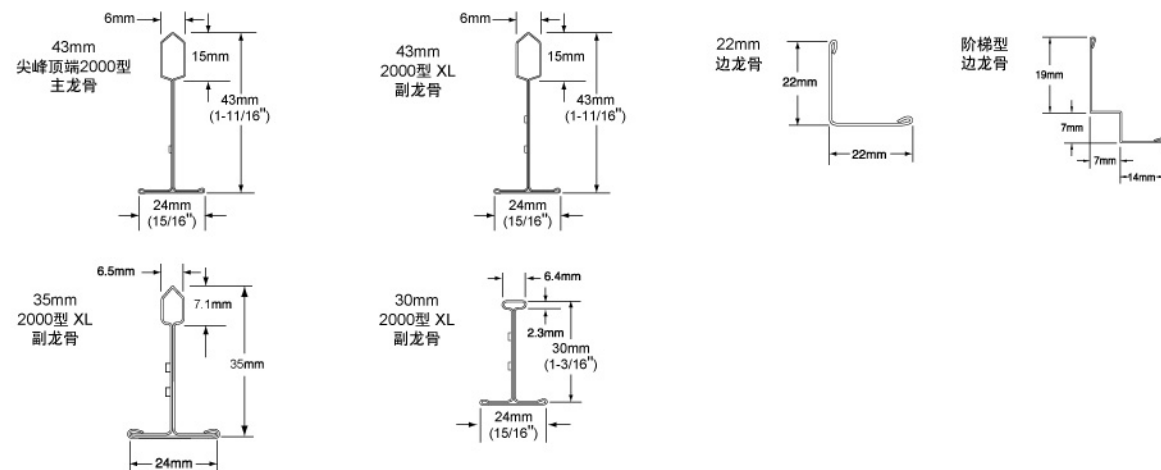 43mm
尖峰顶端2000型
主龙骨
6mm
15mm
43mm
(1-11/16")
24mm
(15/16")
43mm
2000型 XL
副龙骨
6mm
15mm
43mm
(1-11/16")
24mm
(15/16")
22mm
边龙骨
22mm
22mm
阶梯型
边龙骨
19mm
7mm
7mm
14mm
35mm
2000型 XL
副龙骨
6.5mm
7.1mm
35mm
24mm
30mm
2000型 XL
副龙骨
6.4mm
2.3mm
30mm
(1-3/16")
24mm
(15/16")